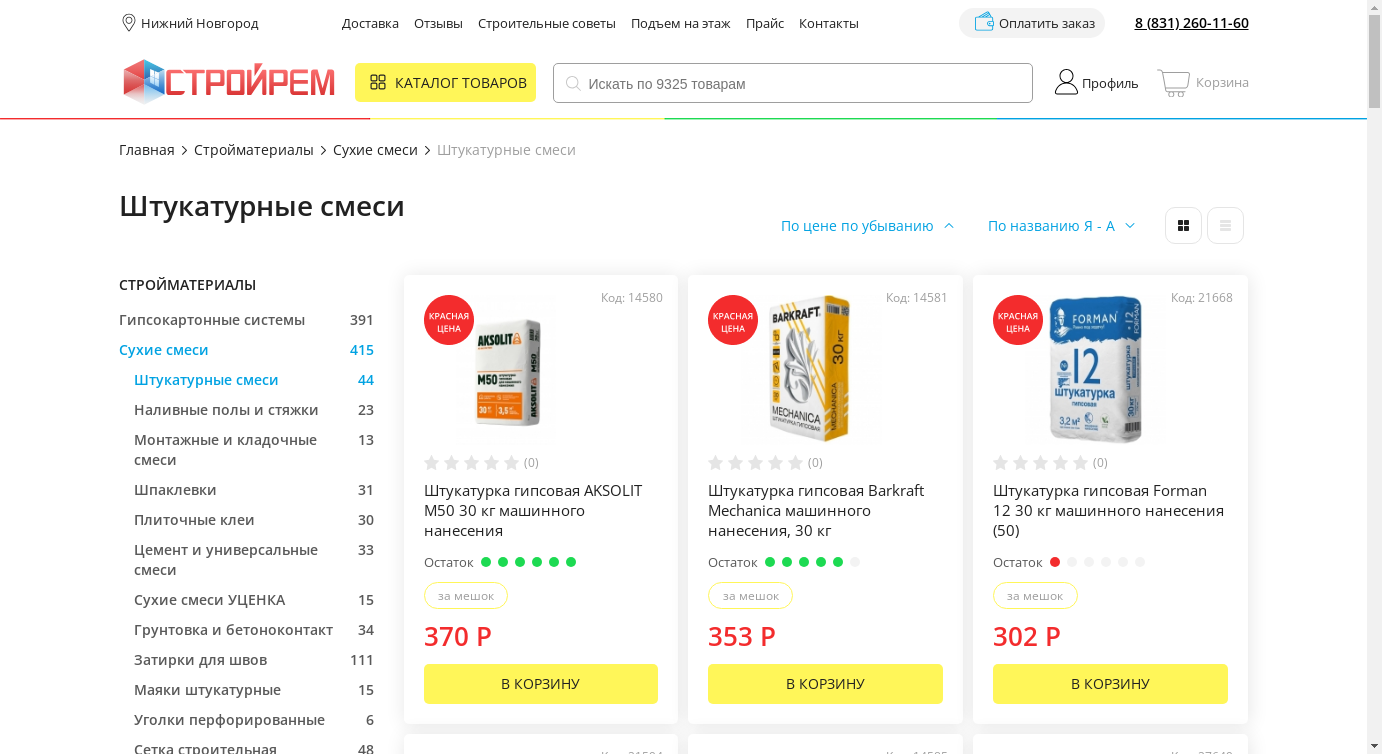 Нижний Новгород
Доставка Отзывы Строительные советы Подъем на этаж Прайс Контакты
Оплатить заказ
8 (831) 260-11-60
СТРОЙРЕМ
КАТАЛОГ ТОВАРОВ
Искать по 9325 товарам
Профиль
Корзина
Главная Стройматериалы Сухие смеси Штукатурные смеси
Штукатурные смеси
По цене по убыванию По названию Я - А
СТРОЙМАТЕРИАЛЫ
Гипсокартонные системы 391
Сухие смеси 415
Штукатурные смеси 44
Наливные полы и стяжки 23
Монтажные и кладочные 13
смеси
Шпаклевки 31
Плиточные клеи 30
Цемент и универсальные 33
смеси
Сухие смеси УЦЕНКА 15
Грунтовка и бетоноконтакт 34
Затирки для швов 111
Маяки штукатурные 15
Уголки перфорированные 6
Сетка строительная 48
Код: 14580
КРАСНАЯ
ЦЕНА
AKSOLIT
M50
(0)
Штукатурка гипсовая AKSOLIT
M50 30 кг машинного
нанесения
Остаток
за мешок
370 Р
В КОРЗИНУ
Код: 14581
КРАСНАЯ
ЦЕНА
BARKRAFT
30 КГ
MECHANICA
ШТУКАТУРКА ГИПСОВАЯ
(0)
Штукатурка гипсовая Barkraft
Mechanica машинного
нанесения, 30 кг
Остаток
за мешок
353 Р
В КОРЗИНУ
Код: 21668
КРАСНАЯ
ЦЕНА
FORMAN
12
штукатурка
гипсовая
3,2 м²
(0)
Штукатурка гипсовая Forman
12 30 кг машинного нанесения
(50)
Остаток
за мешок
302 Р
В КОРЗИНУ